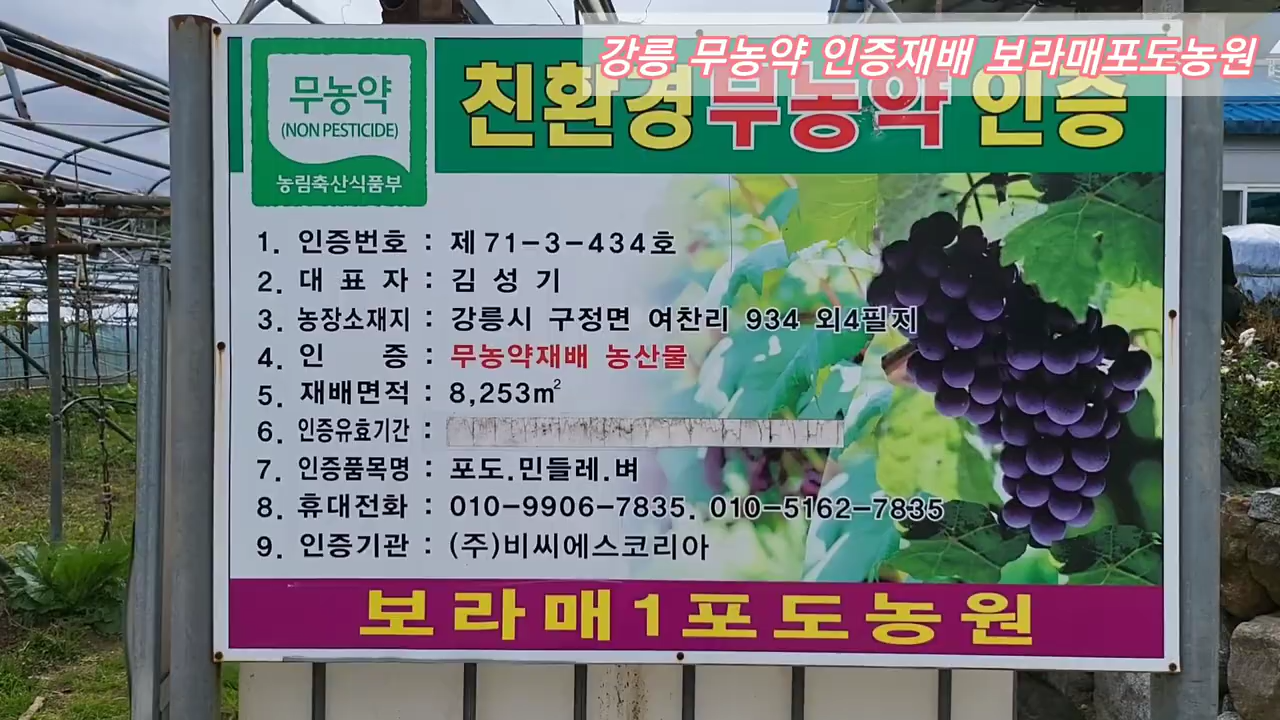 강릉 무농약 인증재배 보라매포도농원
무농약
(NON PESTICIDE)
농림축산식품부
친환경무농약 인증
1. 인증번호 : 제71-3-434호
2. 대 표 자 : 김 성 기
3. 농장소재지 : 강릉시 구정면 여찬리 934 외4필지
4. 인 증 : 무농약재배 농산물
5. 재배면적 : 8,253㎡
6. 인증유효기간 :
7. 인증품목명 : 포도.민들레.벼
8. 휴대전화 : 010-9906-7835. 010-5162-7835
9. 인증기관 : (주)비씨에스코리아
보라매1포도농원